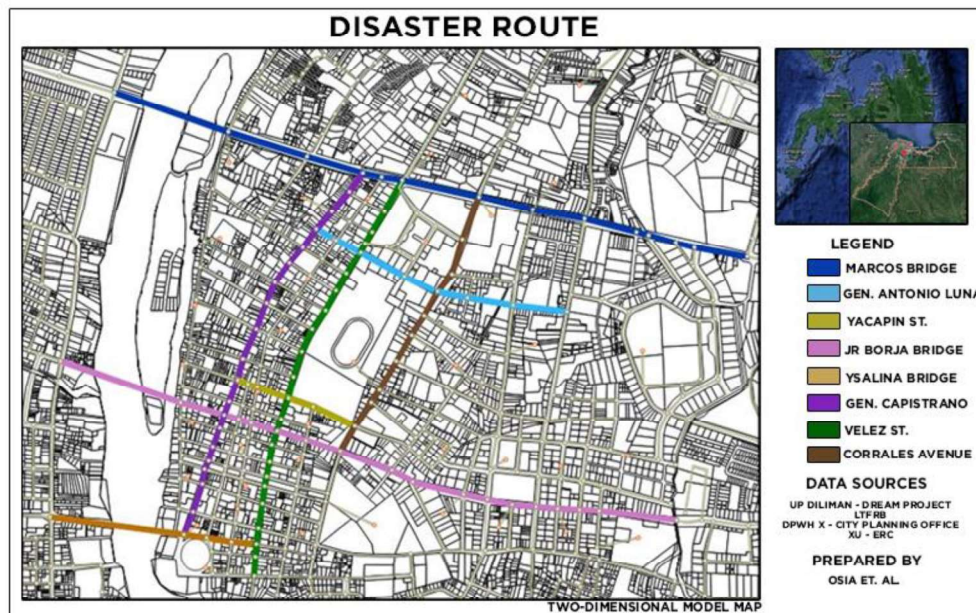 DISASTER ROUTE
LEGEND
MARCOS BRIDGE
GEN. ANTONIO LUNA
YACAPIN ST.
JR BORJA BRIDGE
YSALINA BRIDGE
GEN. CAPISTRANO
VELEZ ST.
CORRALES AVENUE
DATA SOURCES
UP DILIMAN - DREAM PROJECT
LTFRB
DPWH X - CITY PLANNING OFFICE
XU - ERC
PREPARED BY
OSIA ET. AL.
TWO-DIMENSIONAL MODEL MAP